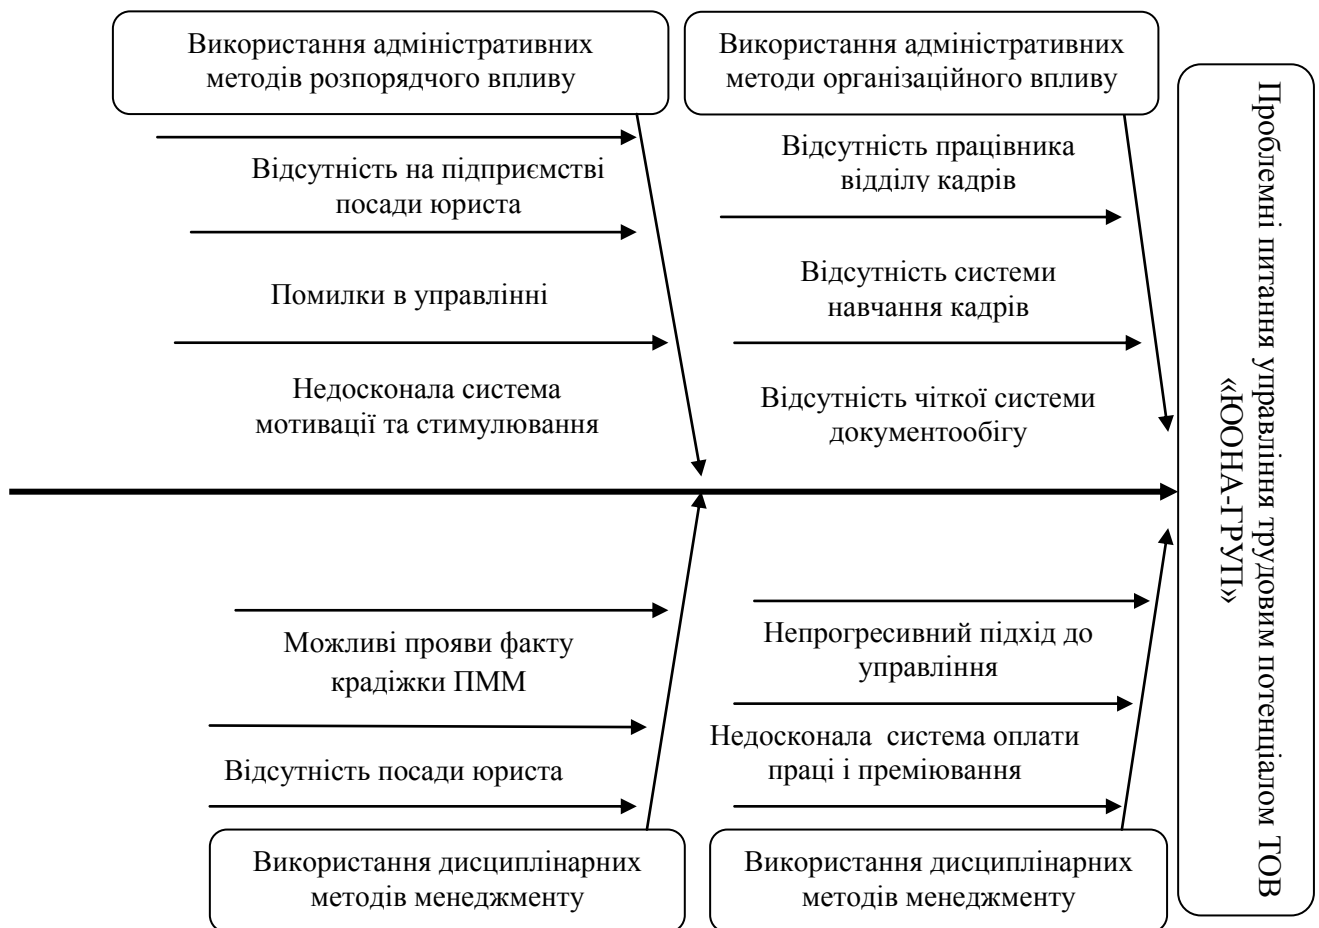 Використання адміністративних
методів розпорядчого впливу
Використання адміністративних
методи організаційного впливу
Відсутність на підприємстві
посади юриста
Помилки в управлінні
Недосконала система
мотивації та стимулювання
Відсутність працівника
відділу кадрів
Відсутність системи
навчання кадрів
Відсутність чіткої системи
документообігу
Можливі прояви факту
крадіжки ПММ
Відсутність посади юриста
Використання дисциплінарних
методів менеджменту
Непрогресивний підхід до
управління
Недосконала система оплати
праці і преміювання
Використання дисциплінарних
методів менеджменту
Проблемні питання управління трудовим потенціалом ТОВ
«ЮОНА-ГРУП»